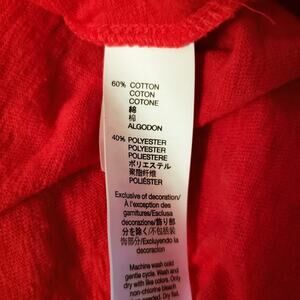 60% COTTON
COTON
COTONE
綿
棉
ALGODON
40% POLYESTER
POLYESTER
POLIESTERE
ポリエステル
聚脂纤维
POLIÉSTER
Exclusive of decoration/
À l'exception des
garnitures/Esclusa
decorazione/飾り部
分を除く/不包括装
饰部分/Excluyendo la
decoracion
Machine wash cold
gentle cycle. Wash and
dry with like colors.
Only non-chlorine
bleach